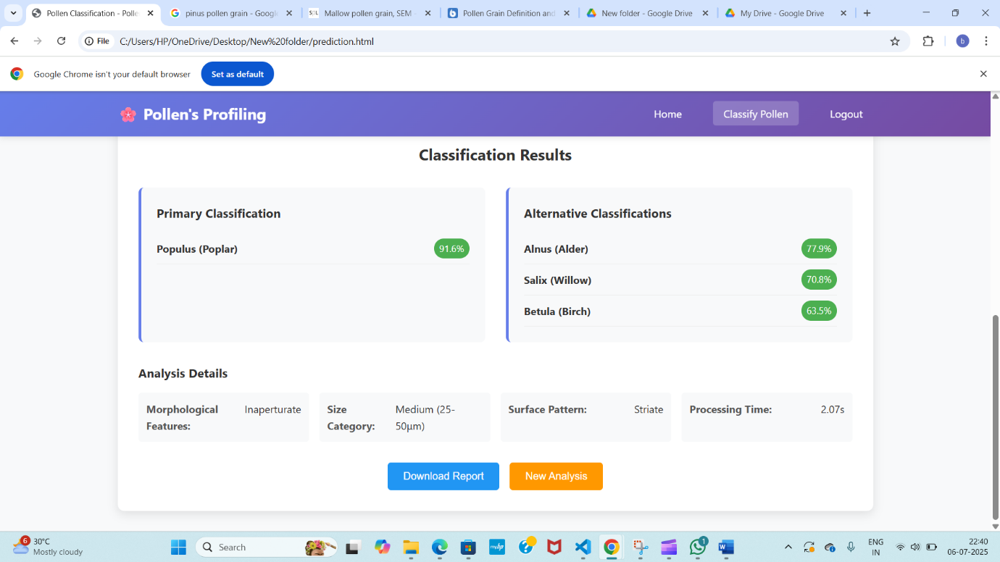 Pollen Classification - Polle
pinus pollen grain - Google
Mallow pollen grain, SEM -
Pollen Grain Definition and
New folder - Google Drive
My Drive - Google Drive
File
C:/Users/HP/OneDrive/Desktop/New%20folder/prediction.html
b
Google Chrome isn't your default browser
Set as default
🌸 Pollen's Profiling
Home
Classify Pollen
Logout
Classification Results
Primary Classification
Populus (Poplar) 91.6%
Alternative Classifications
Alnus (Alder) 77.9%
Salix (Willow) 70.8%
Betula (Birch) 63.5%
Analysis Details
Morphological Features: Inaperturate
Size Category: Medium (25-50μm)
Surface Pattern: Striate
Processing Time: 2.07s
Download Report
New Analysis
6
30°C
Mostly cloudy
Search
myhp
1
ENG
IN
22:40
06-07-2025